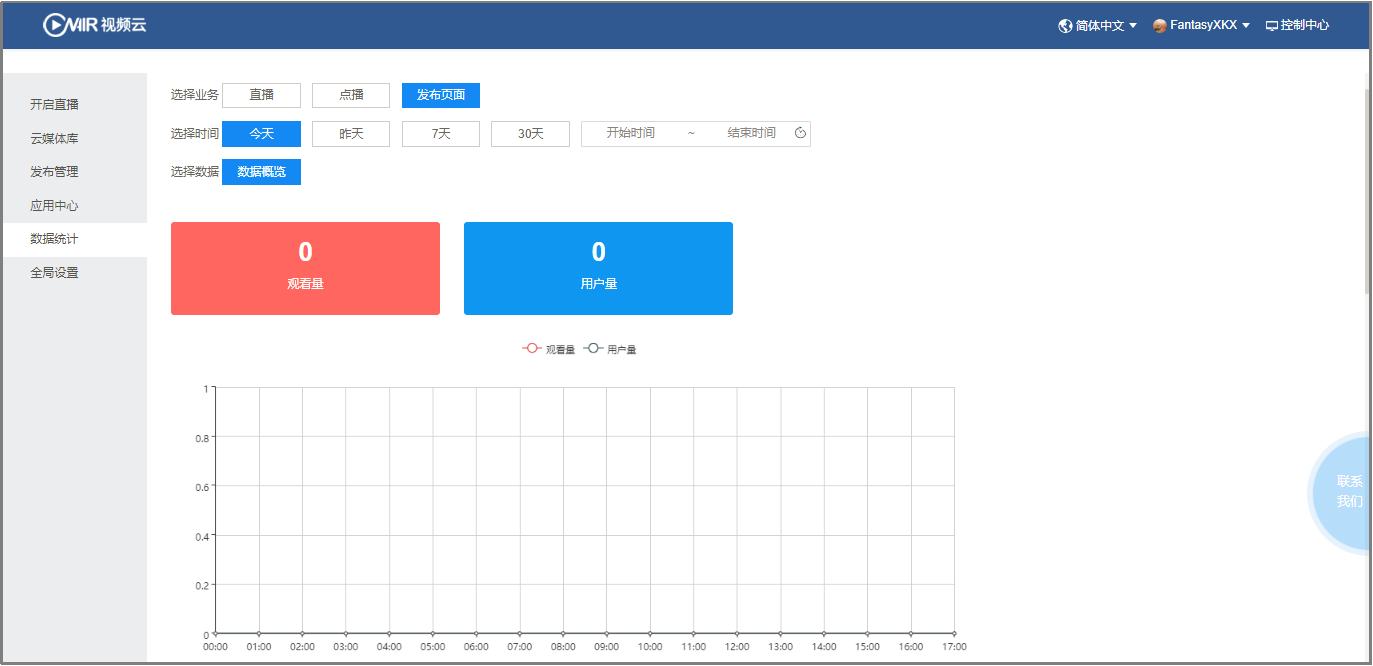 VAIR 视频云
简体中文 FantasyXKX 控制中心
开启直播
云媒体库
发布管理
应用中心
数据统计
全局设置
选择业务 直播 点播 发布页面
选择时间 今天 昨天 7天 30天 开始时间 ~ 结束时间
选择数据 数据概览
0
观看量
0
用户量
观看量 用户量
1
0.8
0.6
0.4
0.2
0
00:00 01:00 02:00 03:00 04:00 05:00 06:00 07:00 08:00 09:00 10:00 11:00 12:00 13:00 14:00 15:00 16:00 17:00
联系
我们